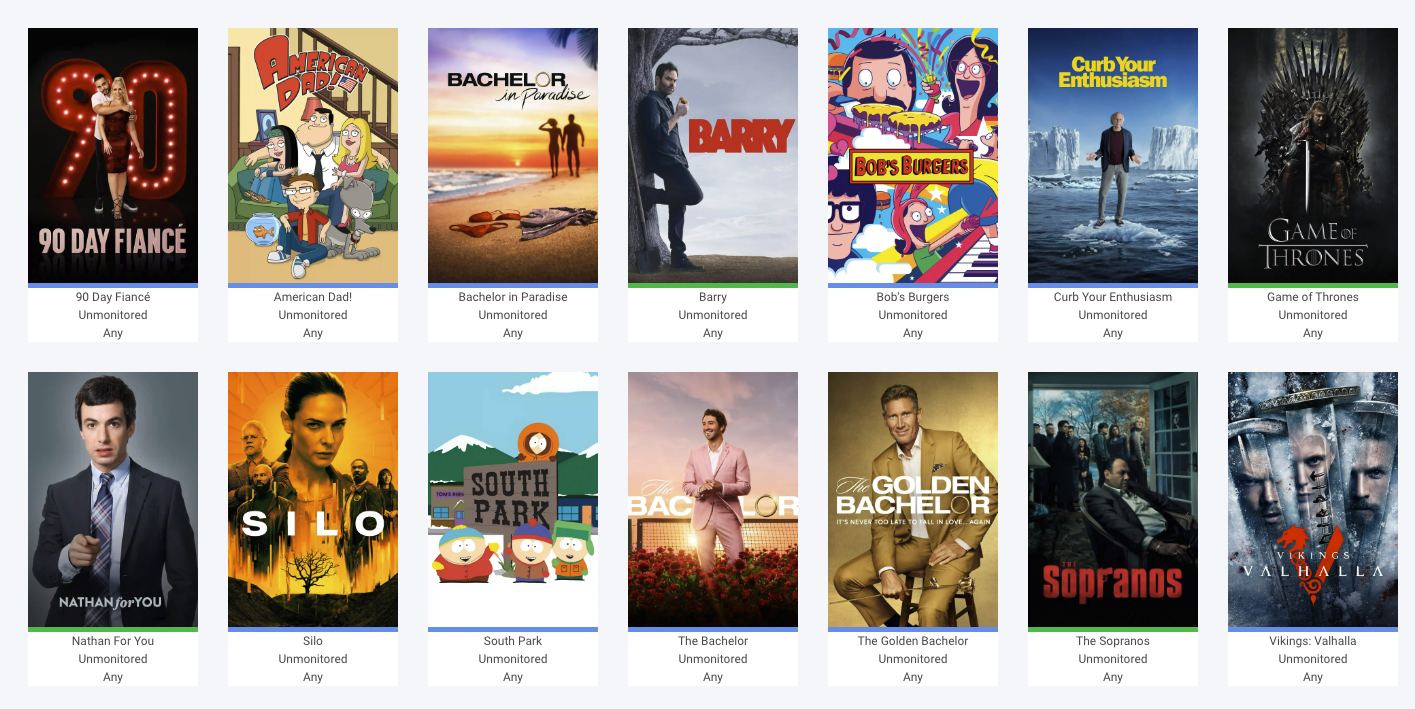 90
90 DAY FIANCÉ
AMERICAN
DAD!
BACHELOR
in Paradise
BARRY
BOB'S BURGERS
Curb Your
Enthusiasm
GAME OF
THRONES
90 Day Fiancé
American Dad!
Bachelor in Paradise
Barry
Bob's Burgers
Curb Your Enthusiasm
Game of Thrones
Unmonitored
Unmonitored
Unmonitored
Unmonitored
Unmonitored
Unmonitored
Unmonitored
Any
Any
Any
Any
Any
Any
Any
NATHAN for YOU
SILO
SOUTH
PARK
The
BACHELOR
The GOLDEN
BACHELOR
IT'S NEVER TOO LATE TO FALL IN LOVE... AGAIN
THE
Sopranos
VIKINGS
VALHALLA
Nathan For You
Silo
South Park
The Bachelor
The Golden Bachelor
The Sopranos
Vikings: Valhalla
Unmonitored
Unmonitored
Unmonitored
Unmonitored
Unmonitored
Unmonitored
Unmonitored
Any
Any
Any
Any
Any
Any
Any